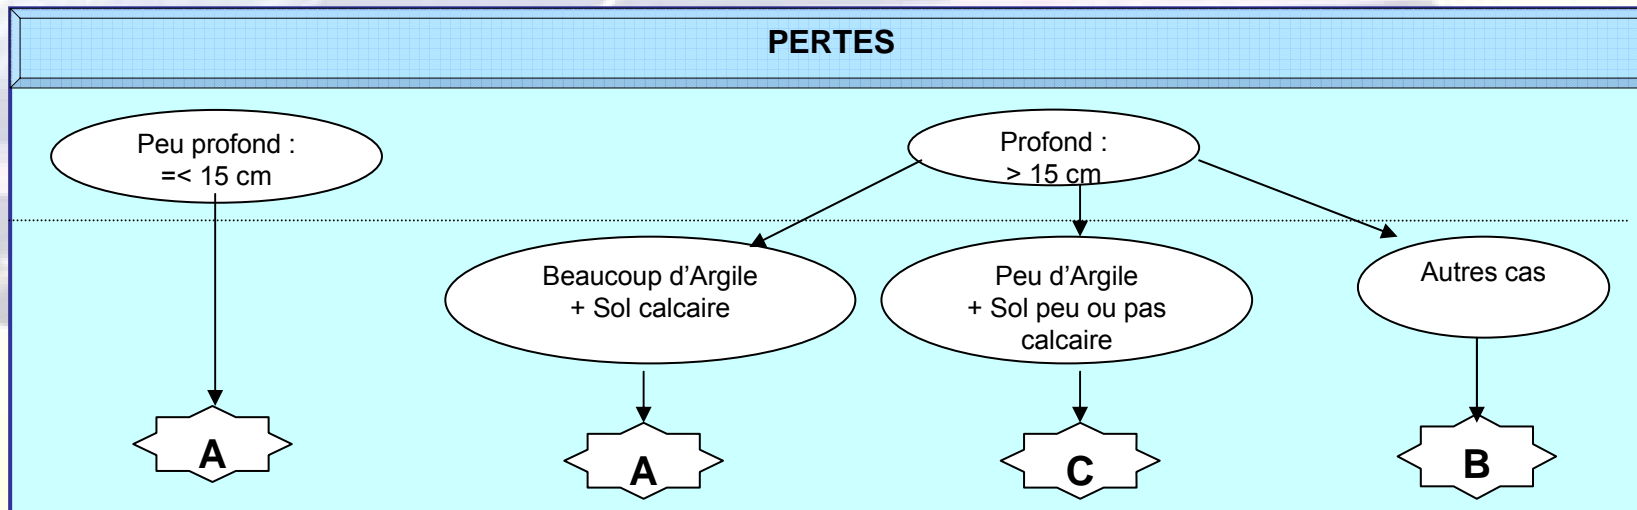 PERTES
Peu profond :
=< 15 cm
Profond :
> 15 cm
Beaucoup d’Argile
+ Sol calcaire
Peu d’Argile
+ Sol peu ou pas
calcaire
Autres cas
A
A
C
B